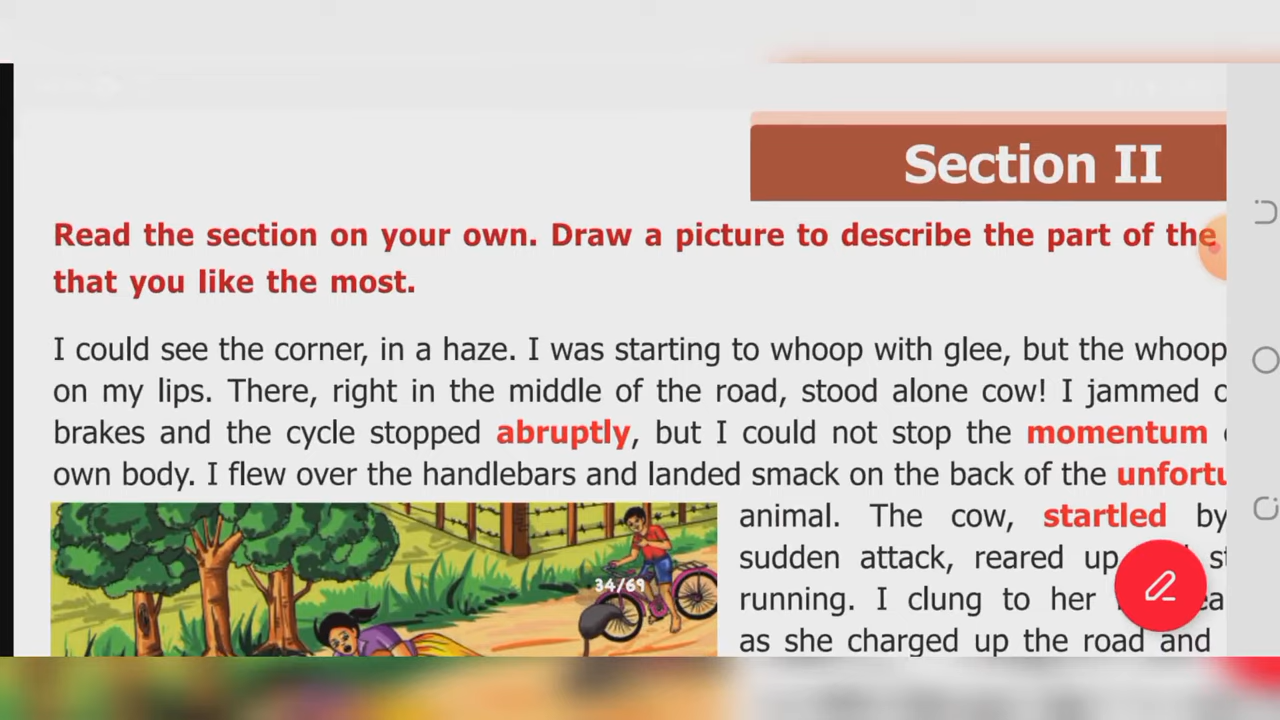 Section II
Read the section on your own. Draw a picture to describe the part of the
that you like the most.
I could see the corner, in a haze. I was starting to whoop with glee, but the whoop
on my lips. There, right in the middle of the road, stood alone cow! I jammed
brakes and the cycle stopped abruptly, but I could not stop the momentum
own body. I flew over the handlebars and landed smack on the back of the
animal. The cow, startled by
sudden attack, reared up
running. I clung to her
as she charged up the road and
34/69